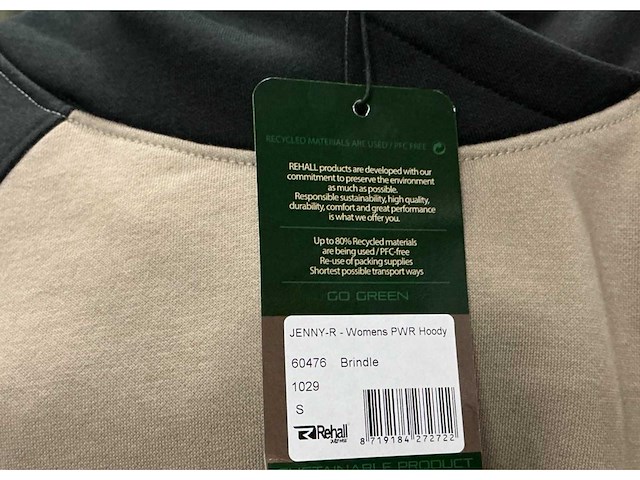 RECYCLED MATERIALS ARE USED / PFC FREE
REHALL products are developed with our
commitment to preserve the environment
as much as possible.
Responsible sustainability, high quality,
durability, comfort and great performance
is what we offer you.
Up to 80% Recycled materials
are being used / PFC-free
Re-use of packing supplies
Shortest possible transport ways
GO GREEN
JENNY-R - Womens PWR Hoody
60476 Brindle
1029
S
Rehall
8 719184 272722
SUSTAINABLE PRODUCT